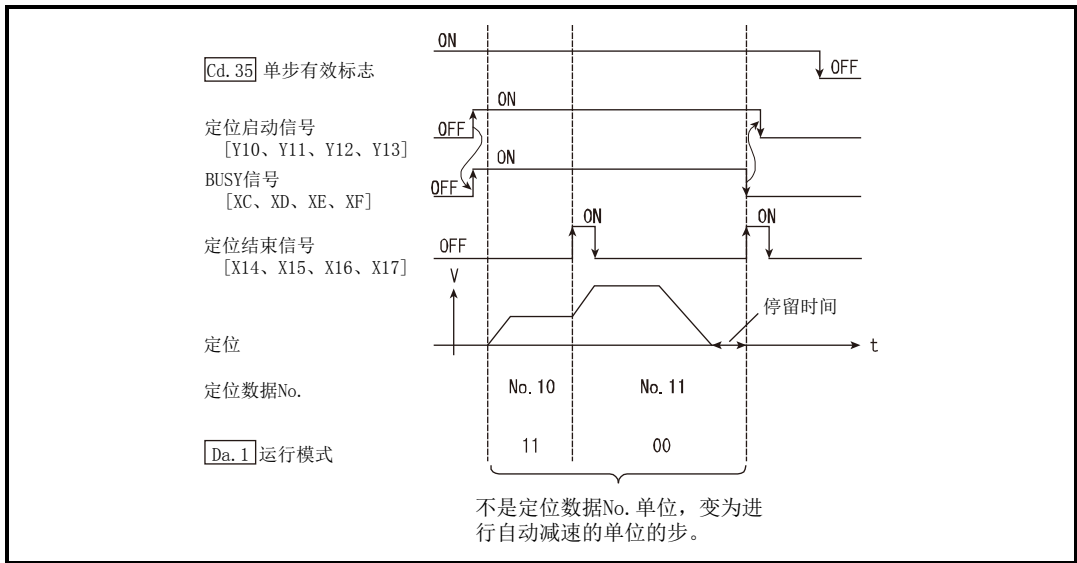 ON
Cd.35 单步有效标志
OFF
ON
定位启动信号
OFF
[Y10、Y11、Y12、Y13]
ON
BUSY信号
OFF
[XC、XD、XE、XF]
ON
ON
定位结束信号
OFF
[X14、X15、X16、X17]
V
停留时间
定位
t
定位数据No.
No.10
No.11
Da.1 运行模式
11
00
不是定位数据No.单位，变为进
行自动减速的单位的步。